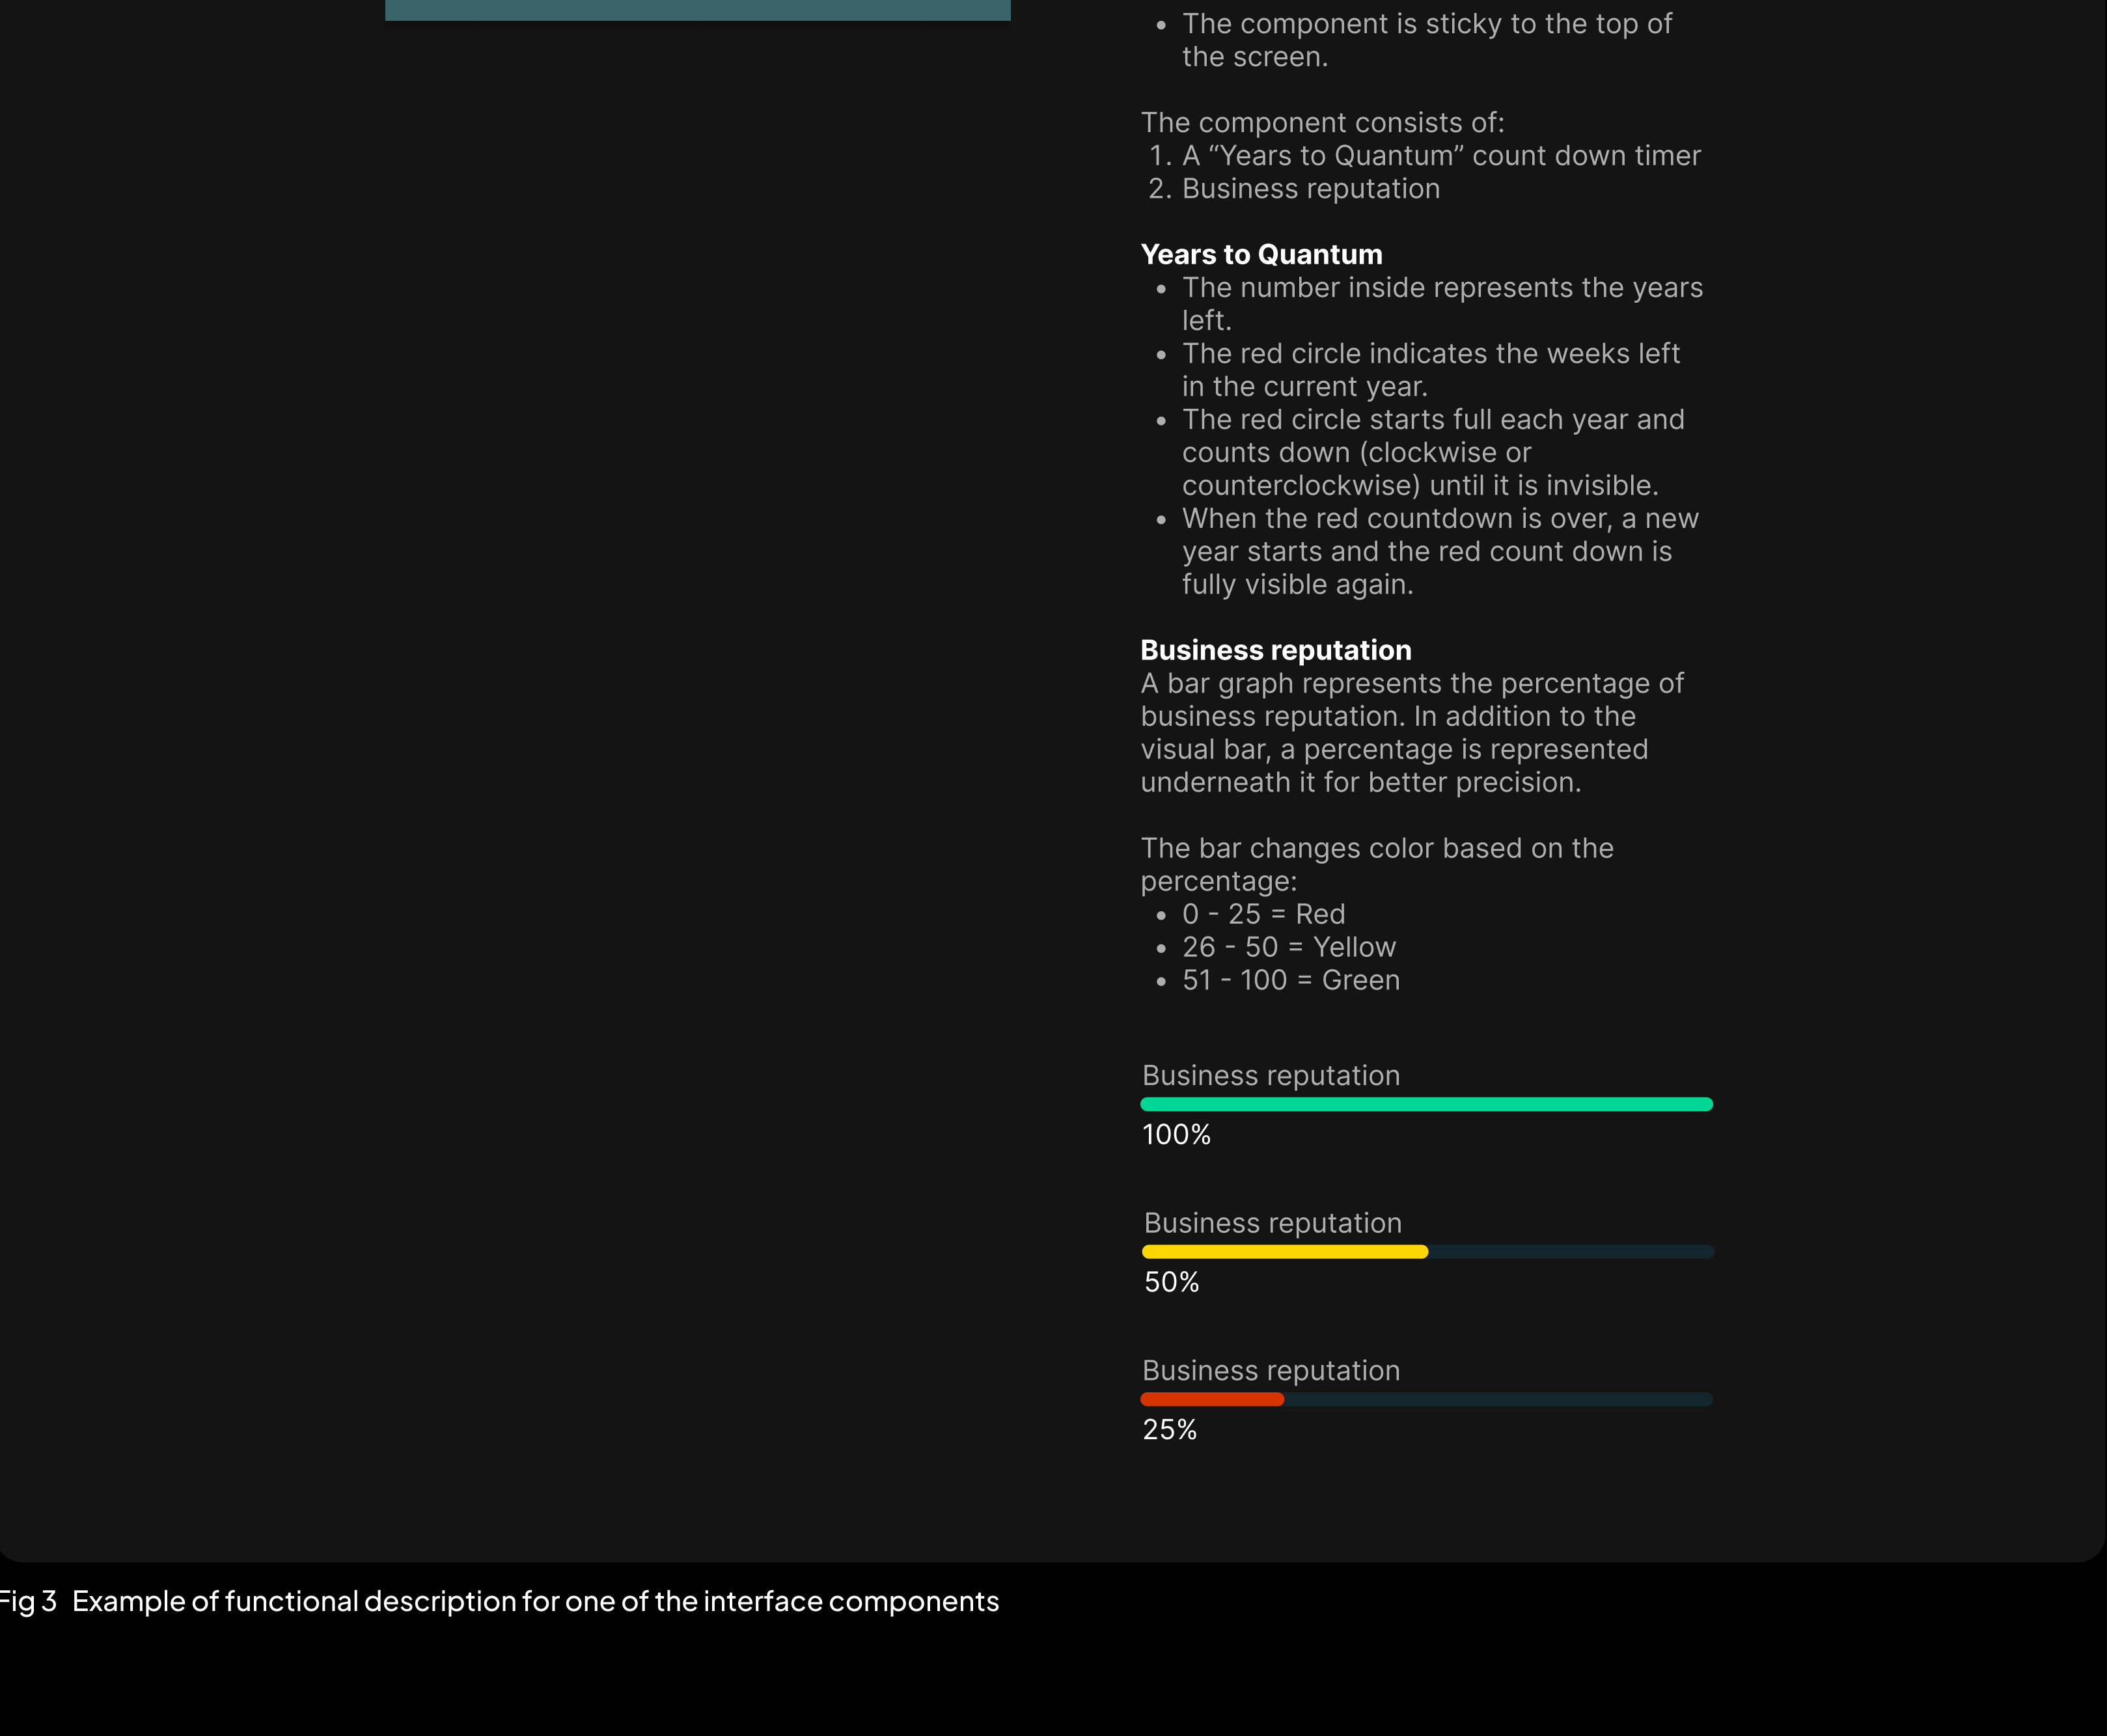 • The component is sticky to the top of
the screen.
The component consists of:
1. A “Years to Quantum” count down timer
2. Business reputation
Years to Quantum
• The number inside represents the years
left.
• The red circle indicates the weeks left
in the current year.
• The red circle starts full each year and
counts down (clockwise or
counterclockwise) until it is invisible.
• When the red countdown is over, a new
year starts and the red count down is
fully visible again.
Business reputation
A bar graph represents the percentage of
business reputation. In addition to the
visual bar, a percentage is represented
underneath it for better precision.
The bar changes color based on the
percentage:
• 0 - 25 = Red
• 26 - 50 = Yellow
• 51 - 100 = Green
Business reputation
100%
Business reputation
50%
Business reputation
25%
Fig 3 Example of functional description for one of the interface components